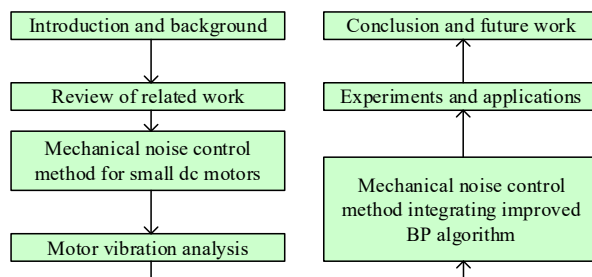 Introduction and background
Review of related work
Mechanical noise control
method for small dc motors
Motor vibration analysis
Conclusion and future work
Experiments and applications
Mechanical noise control
method integrating improved
BP algorithm